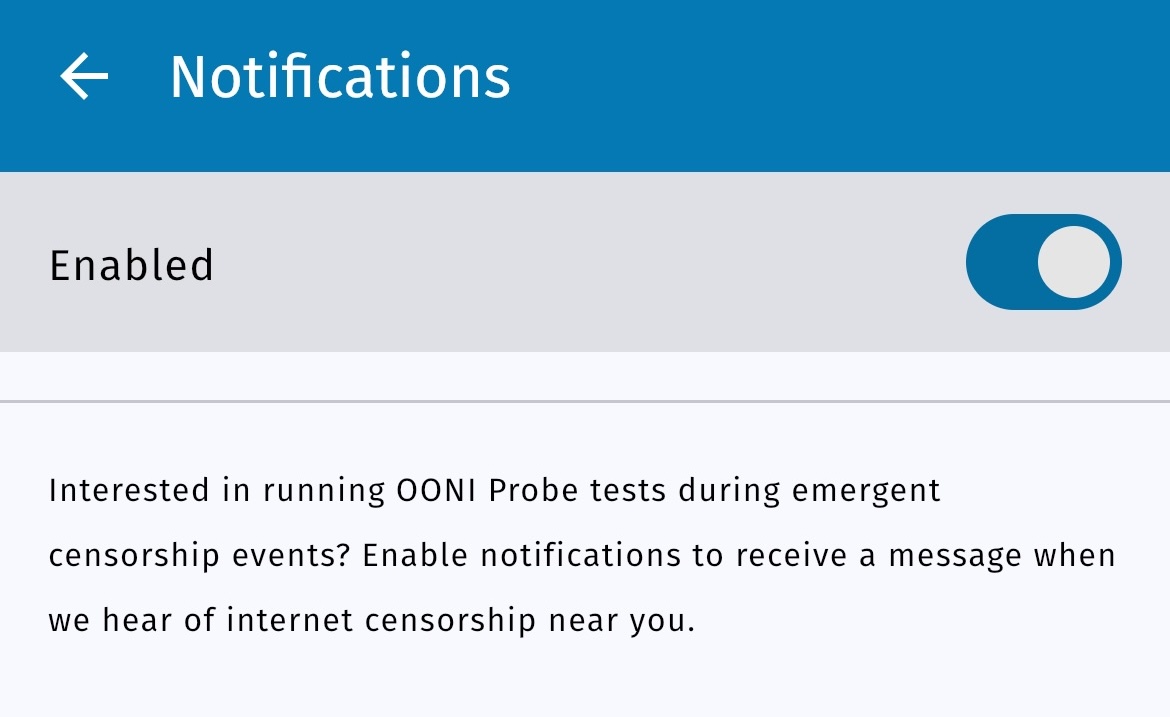 Notifications
Enabled
Interested in running OONI Probe tests during emergent
censorship events? Enable notifications to receive a message when
we hear of internet censorship near you.